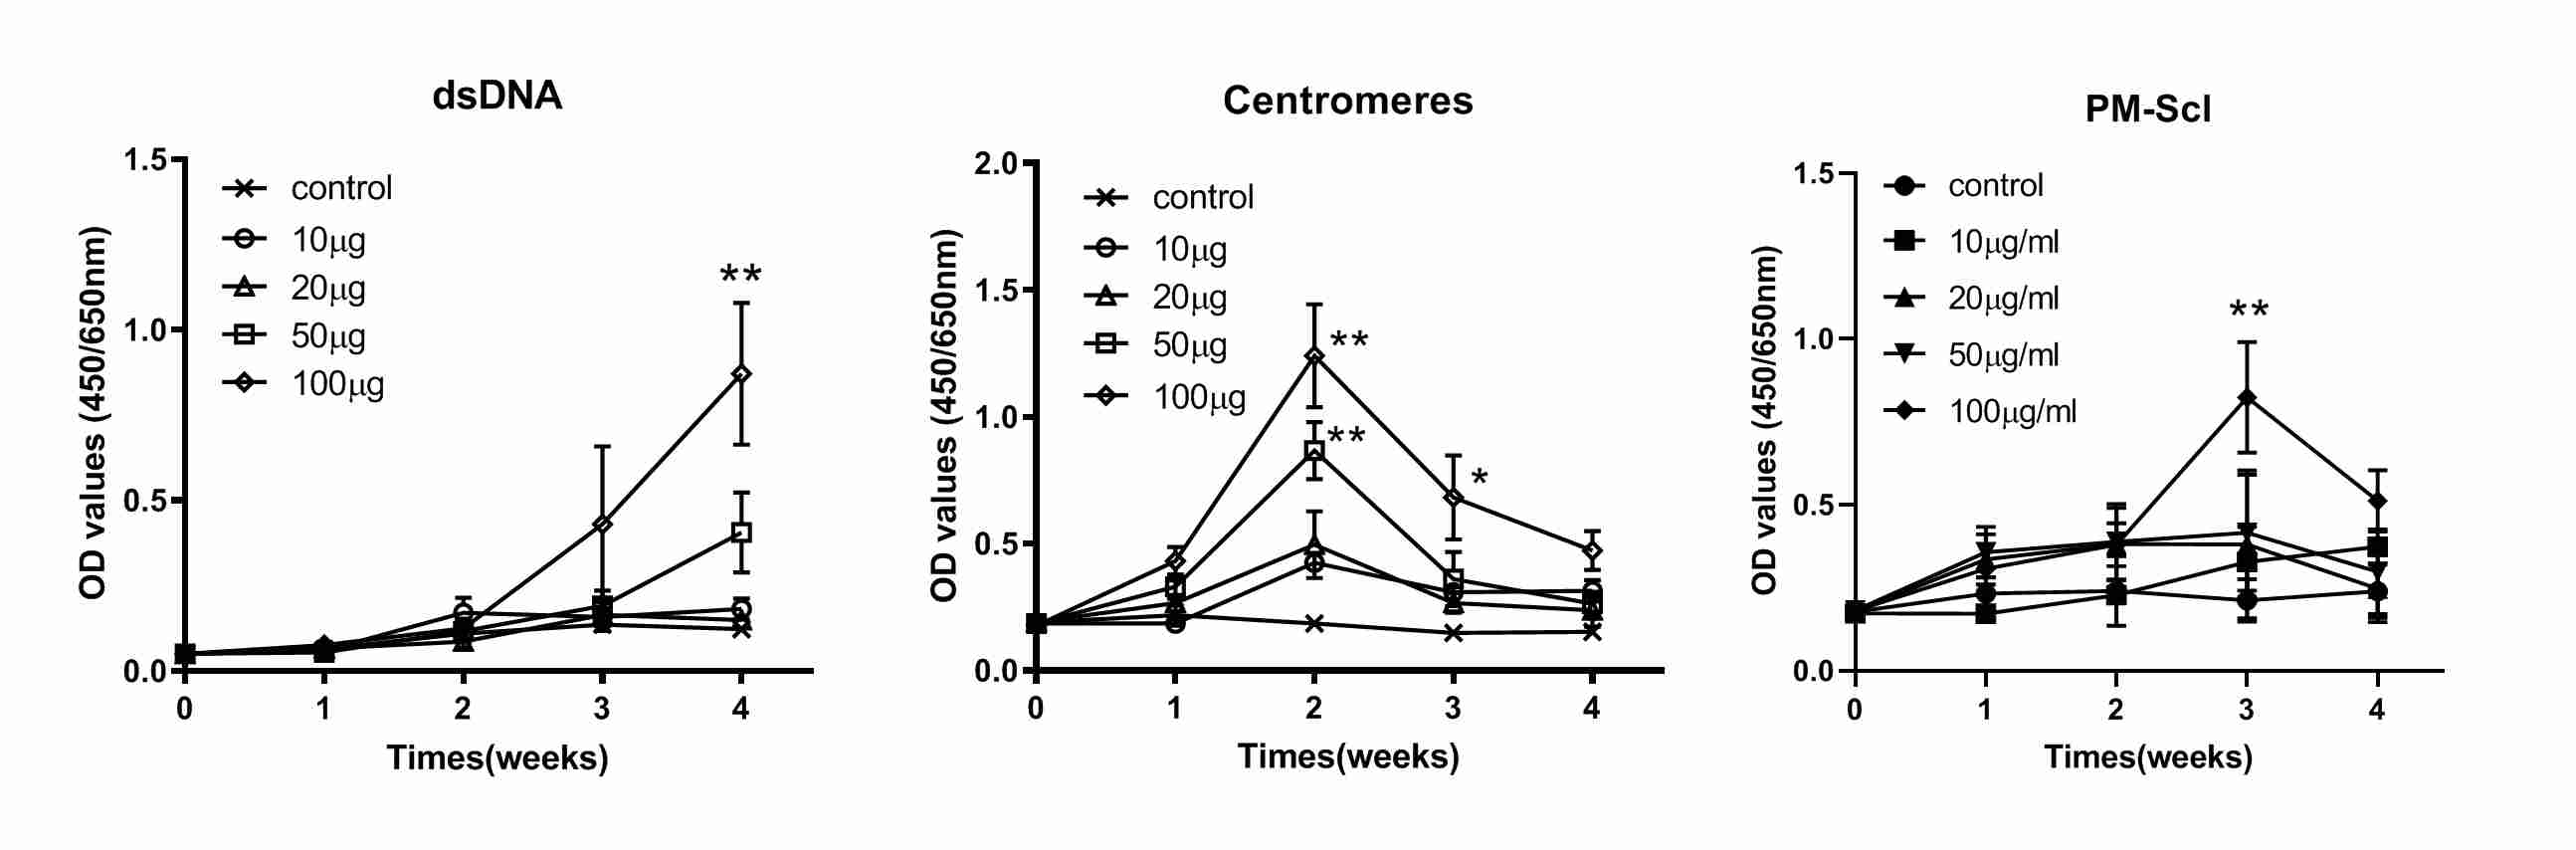 dsDNA
OD values (450/650nm)
1.5
1.0
0.5
0.0
control
10μg
20μg
50μg
100μg
**
0 1 2 3 4
Times(weeks)
Centromeres
OD values (450/650nm)
2.0
1.5
1.0
0.5
0.0
control
10μg
20μg
50μg
100μg
**
**
*
0 1 2 3 4
Times(weeks)
PM-Scl
OD values (450/650nm)
1.5
1.0
0.5
0.0
control
10μg/ml
20μg/ml
50μg/ml
100μg/ml
**
0 1 2 3 4
Times(weeks)